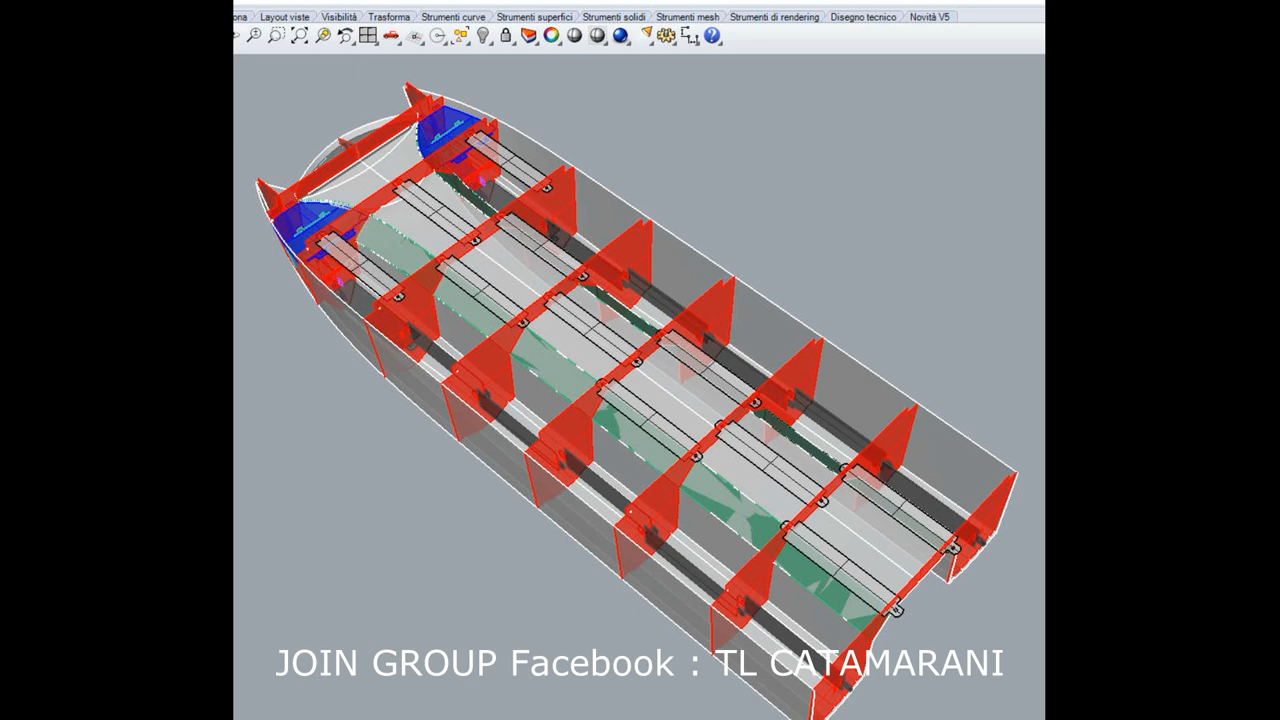 ona Layout viste Visibilità Trasforma Strumenti curve Strumenti superfici Strumenti solidi Strumenti mesh Strumenti di rendering Disegno tecnico Novità V5
JOIN GROUP Facebook : TL CATAMARANI